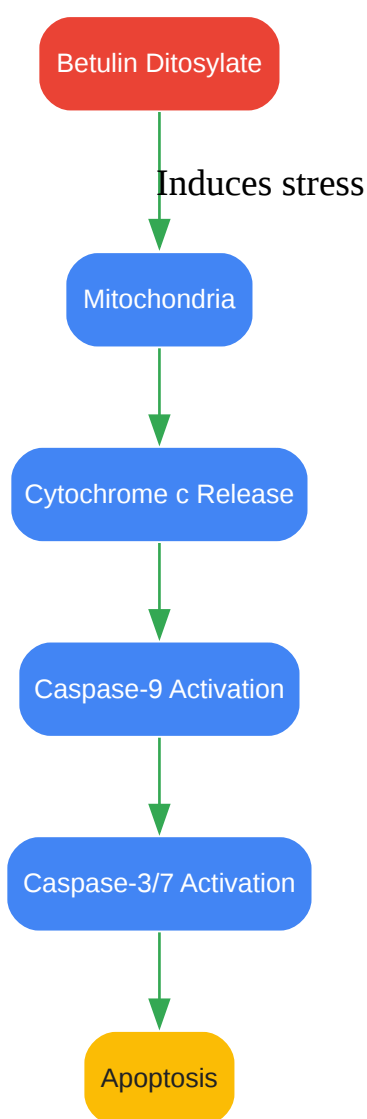 Betulin Ditosylate
Induces stress
Mitochondria
Cytochrome c Release
Caspase-9 Activation
Caspase-3/7 Activation
Apoptosis